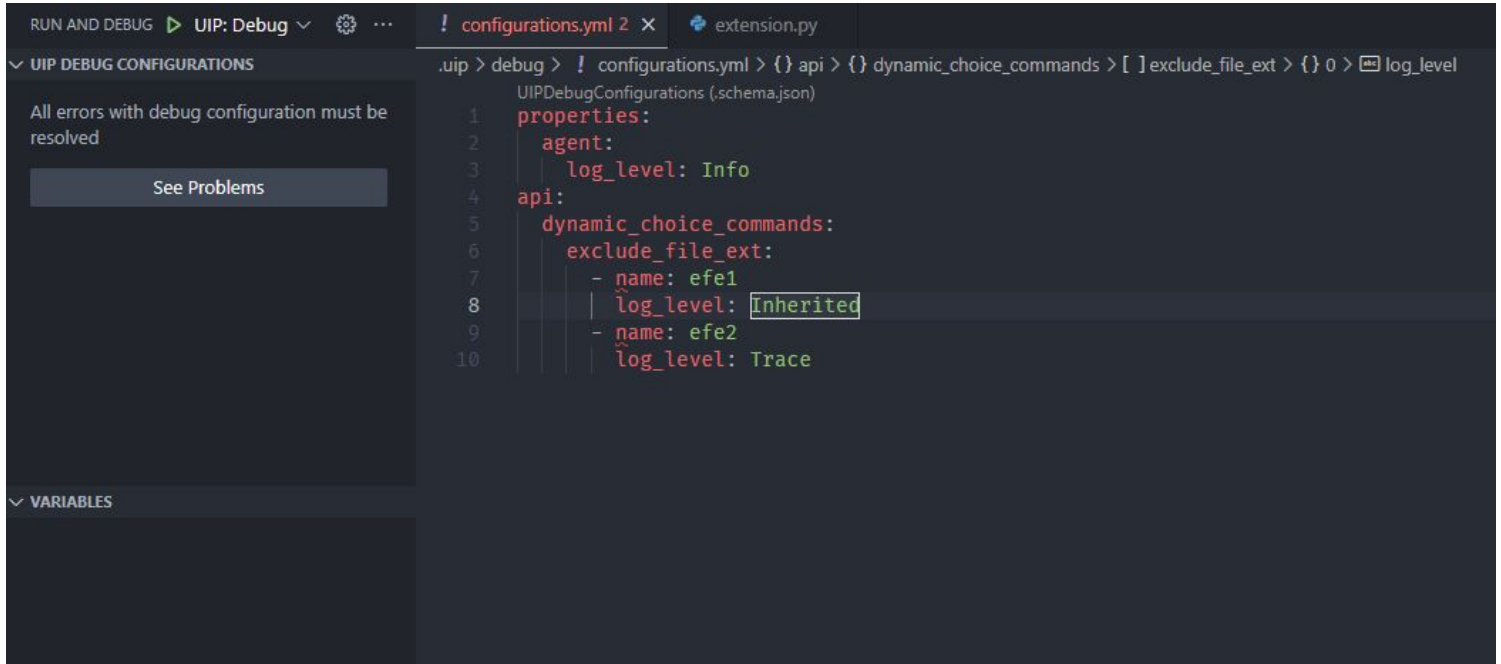 RUN AND DEBUG UIP: Debug ···
UIP DEBUG CONFIGURATIONS
All errors with debug configuration must be
resolved
See Problems
VARIABLES
! configurations.yml 2 × extension.py
.uip > debug > ! configurations.yml > {} api > {} dynamic_choice_commands > [ ] exclude_file_ext > {} 0 > log_level
UIPDebugConfigurations (.schema.json)
1 properties:
2 agent:
3 log_level: Info
4 api:
5 dynamic_choice_commands:
6 exclude_file_ext:
7 - name: efe1
8 log_level: Inherited
9 - name: efe2
10 log_level: Trace